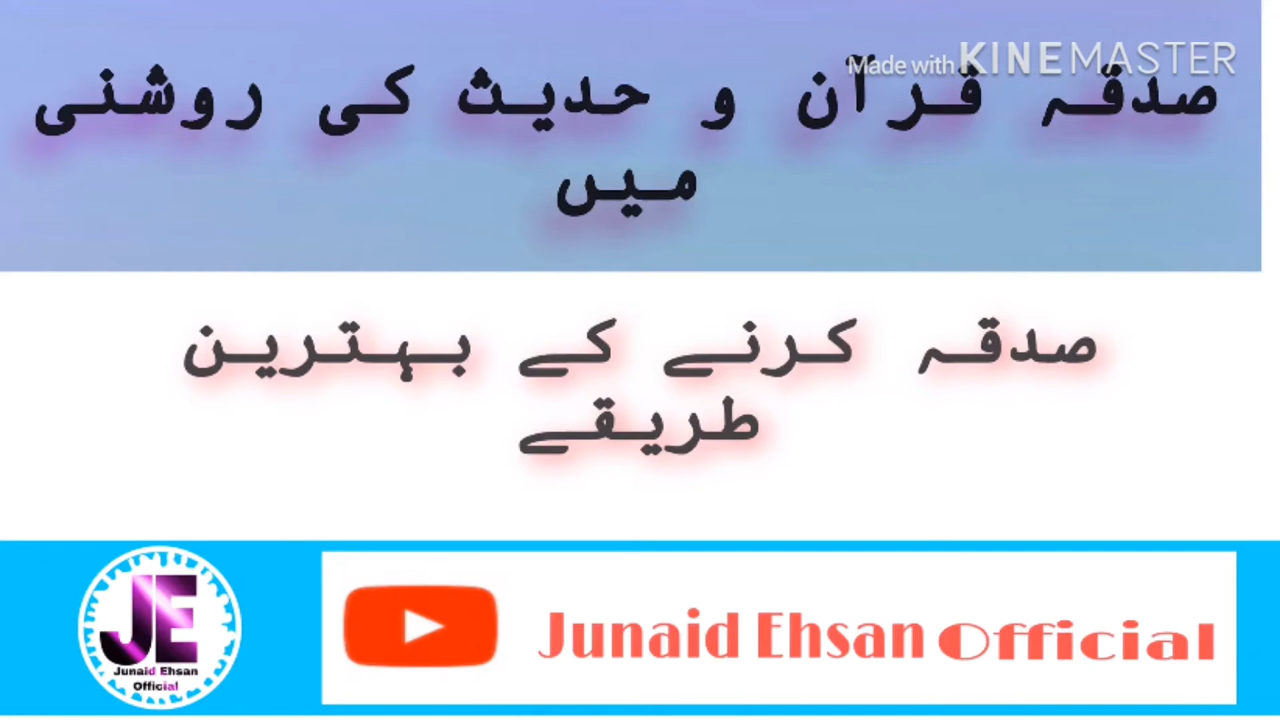 Made with KINEMASTER
صدقہ قرآن و حدیث کی روشنی
میں
صدقہ کرنے کے بہترین
طریقے
JE
Junaid Ehsan
Official
Junaid Ehsan Official